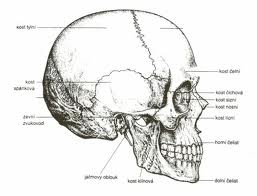 kost týlní
kost
spánková
zevní
zvukovod
jařmový oblouk
kost klínová
kost čelní
kost čichová
kost slzní
kost nosní
kost lícní
horní čelist
dolní čelist